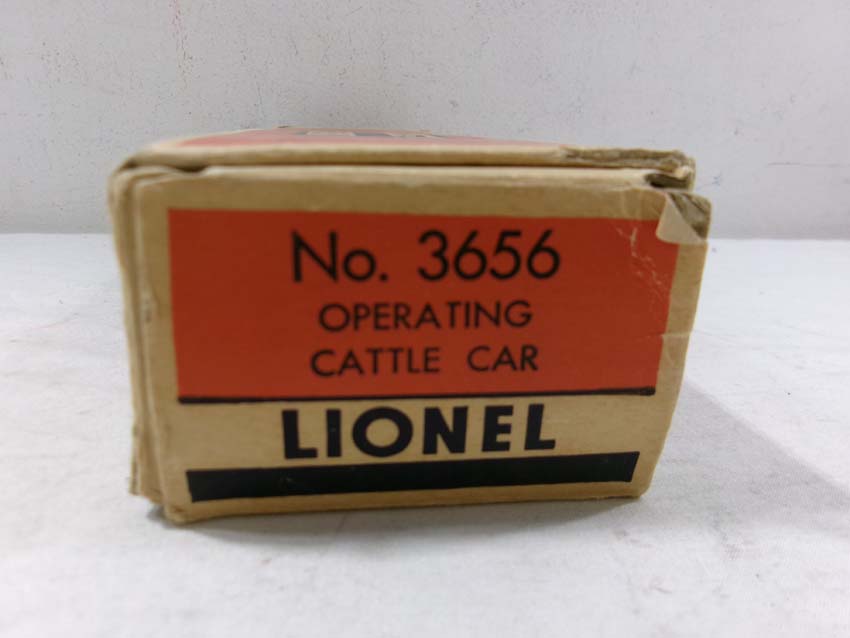 No. 3656
OPERATING
CATTLE CAR
LIONEL